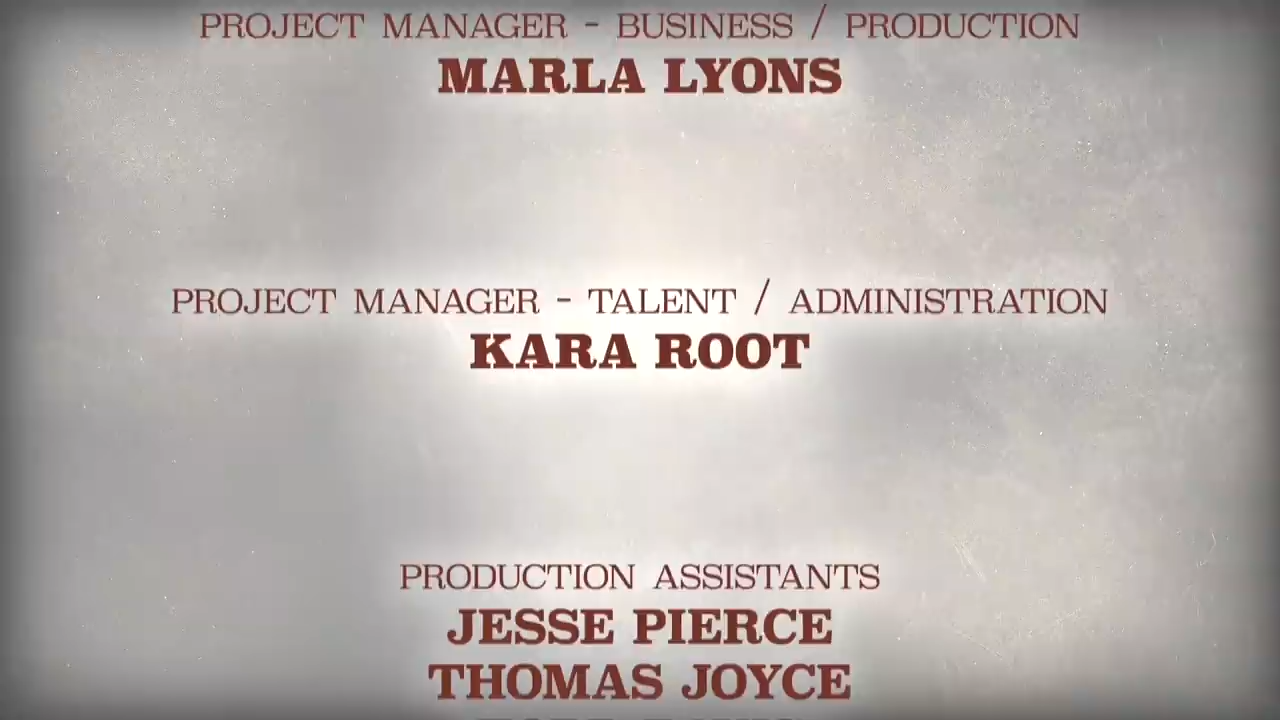 PROJECT MANAGER - BUSINESS / PRODUCTION
MARLA LYONS
PROJECT MANAGER - TALENT / ADMINISTRATION
KARA ROOT
PRODUCTION ASSISTANTS
JESSE PIERCE
THOMAS JOYCE